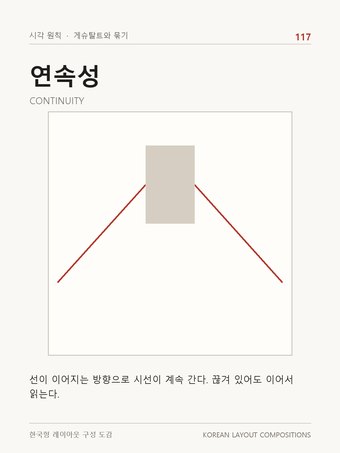 시각 원칙 · 게슈탈트와 묶기
117
연속성
CONTINUITY
선이 이어지는 방향으로 시선이 계속 간다. 끊겨 있어도 이어서
읽는다.
한국형 레이아웃 구성 도감
KOREAN LAYOUT COMPOSITIONS